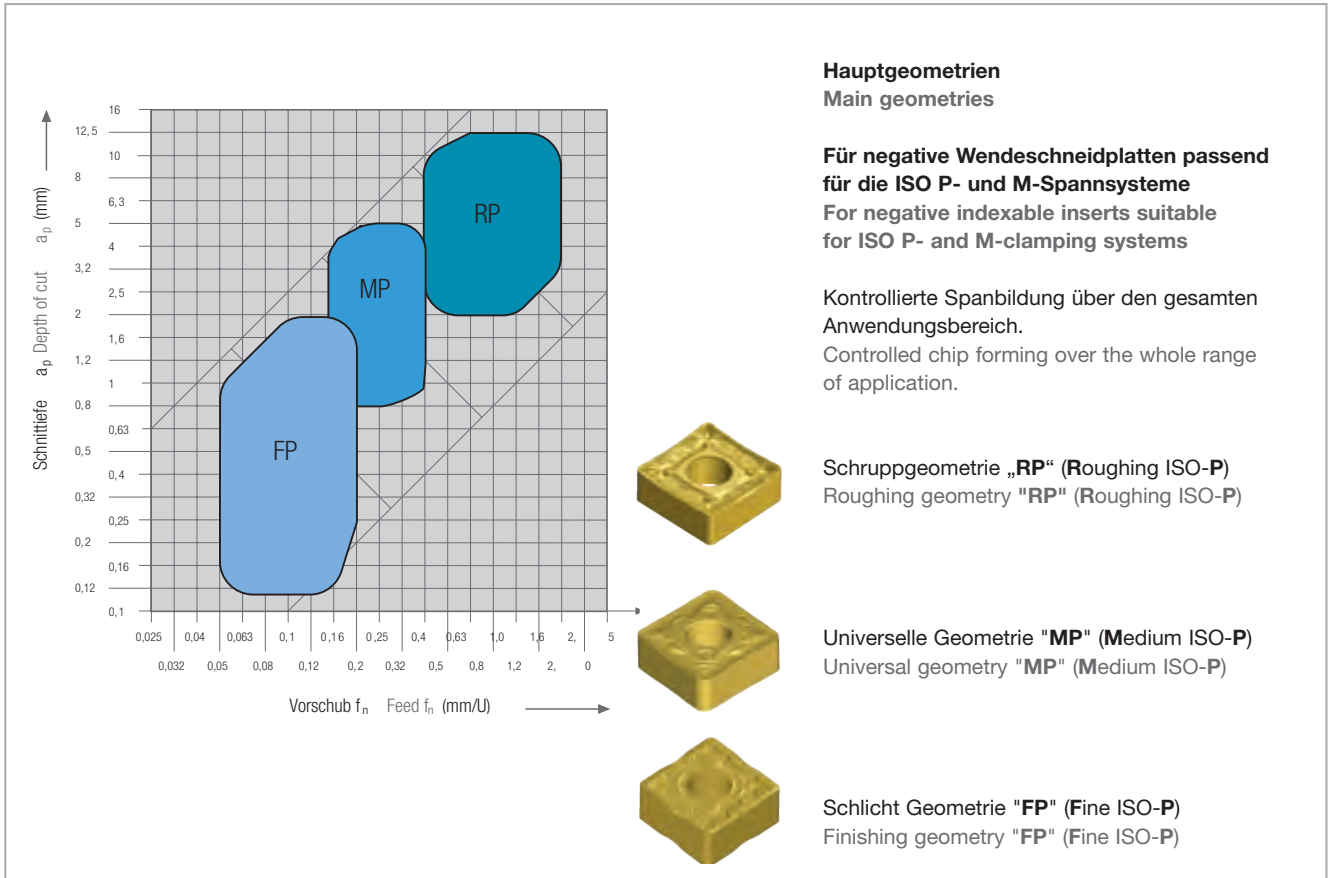 16
12,5
10
8
6,3
5
4
3,2
2,5
2
1,6
1,2
1
0,8
0,63
0,5
0,4
0,32
0,25
0,2
0,16
0,12
0,1
Schnittiefe ap Depth of cut ap (mm)
RP
MP
FP
0,025 0,04 0,063 0,1 0,16 0,25 0,4 0,63 1,0 1,6 2, 5
0,032 0,05 0,08 0,12 0,2 0,32 0,5 0,8 1,2 2, 0
Vorschub fn Feed fn (mm/U)
Hauptgeometrien
Main geometries
Für negative Wendeschneidplatten passend
für die ISO P- und M-Spannsysteme
For negative indexable inserts suitable
for ISO P- and M-clamping systems
Kontrollierte Spanbildung über den gesamten
Anwendungsbereich.
Controlled chip forming over the whole range
of application.
Schruppgeometrie „RP“ (Roughing ISO-P)
Roughing geometry "RP" (Roughing ISO-P)
Universelle Geometrie "MP" (Medium ISO-P)
Universal geometry "MP" (Medium ISO-P)
Schlicht Geometrie "FP" (Fine ISO-P)
Finishing geometry "FP" (Fine ISO-P)